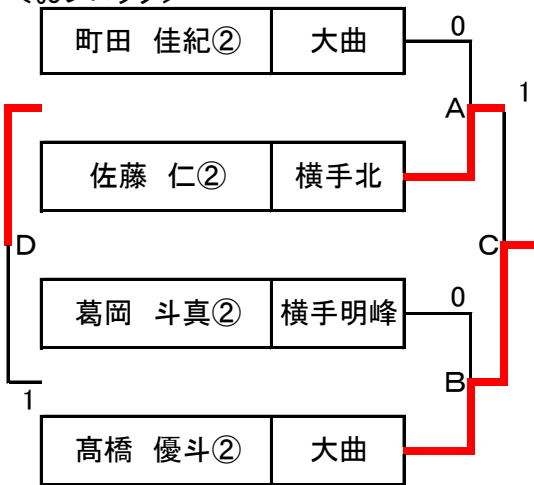 町田 佳紀② 大曲 0
A 1
佐藤 仁② 横手北
D C
葛岡 斗真② 横手明峰 0
1 B
髙橋 優斗② 大曲